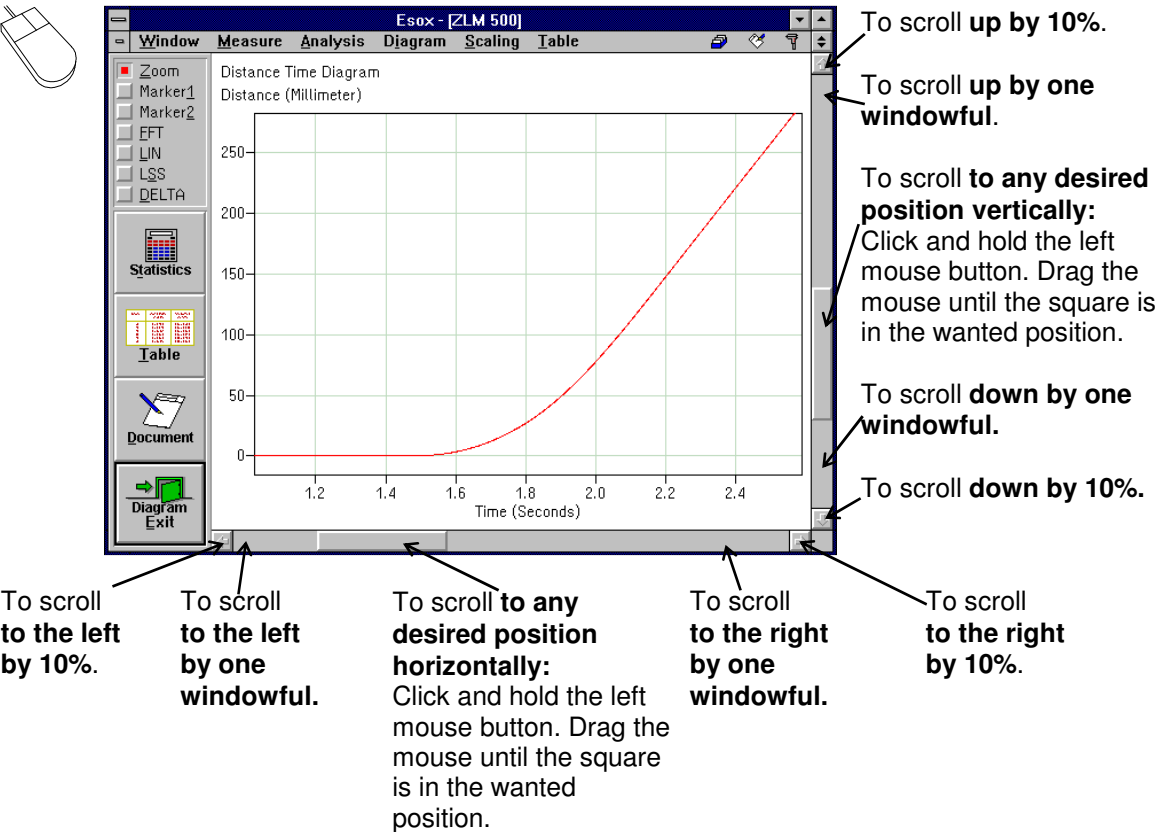 Esox - [ZLM 500]
Window Measure Analysis Diagram Scaling Table
Zoom
Marker1
Marker2
FFT
LIN
LSS
DELTA
Statistics
Table
Document
Diagram
Exit
Distance Time Diagram
Distance (Millimeter)
250
200
150
100
50
0
1.2 1.4 1.6 1.8 2.0 2.2 2.4
Time (Seconds)
To scroll up by 10%.
To scroll up by one
windowful.
To scroll to any desired
position vertically:
Click and hold the left
mouse button. Drag the
mouse until the square is
in the wanted position.
To scroll down by one
windowful.
To scroll down by 10%.
To scroll
to the left
by 10%.
To scroll
to the left
by one
windowful.
To scroll to any
desired position
horizontally:
Click and hold the left
mouse button. Drag the
mouse until the square
is in the wanted
position.
To scroll
to the right
by one
windowful.
To scroll
to the right
by 10%.